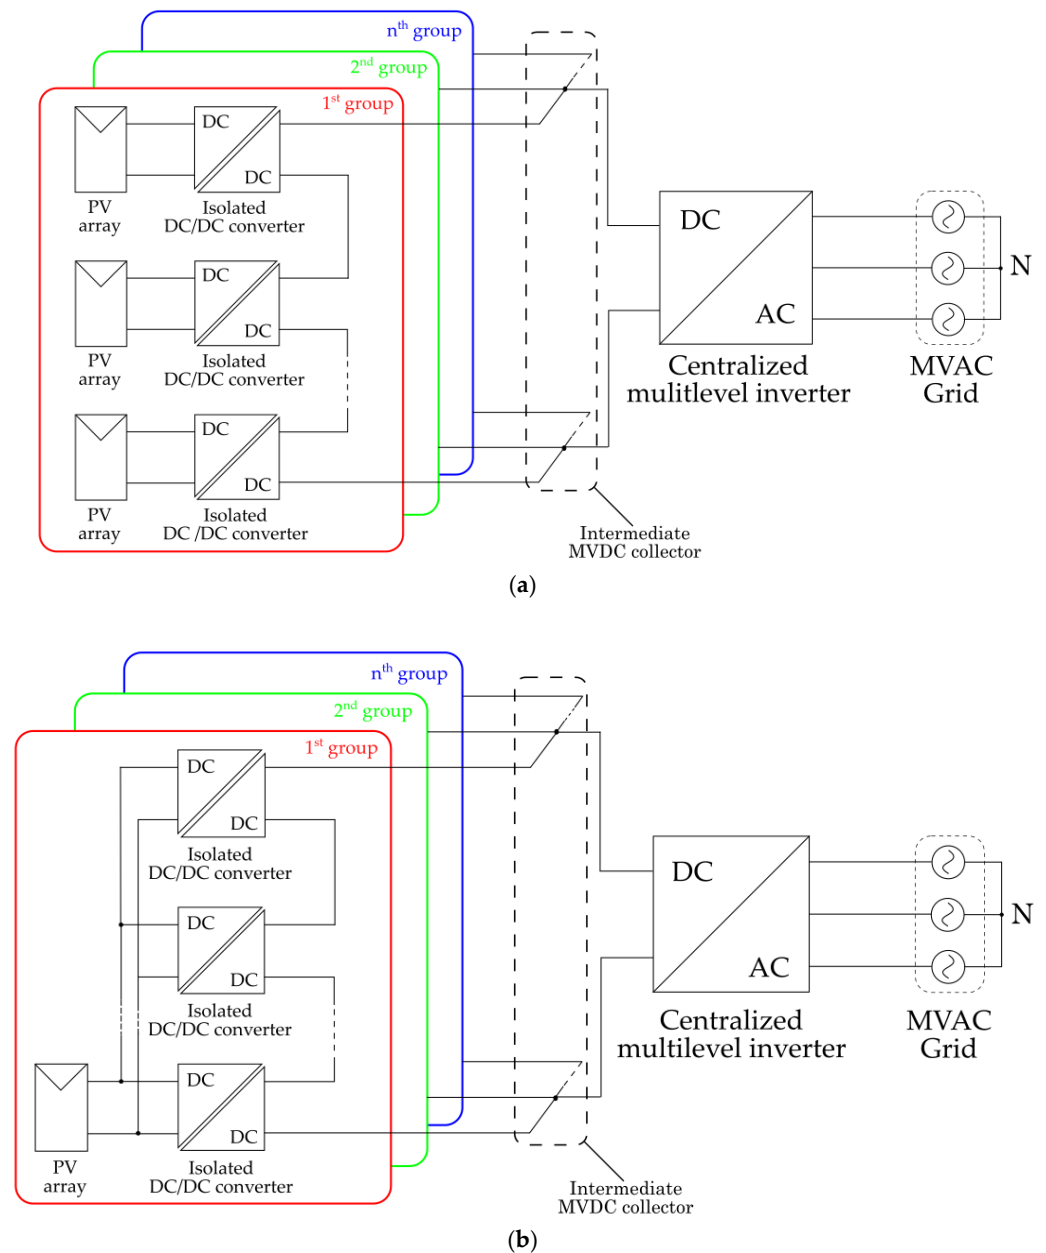 nth group
2nd group
1st group
DC
DC
PV
array
Isolated
DC/DC converter
DC
DC
PV
array
Isolated
DC/DC converter
DC
DC
PV
array
Isolated
DC /DC converter
Intermediate
MVDC collector
DC
AC
Centralized
mulitlevel inverter
N
MVAC
Grid
(a)
nth group
2nd group
1st group
DC
DC
Isolated
DC/DC converter
DC
DC
Isolated
DC/DC converter
DC
DC
PV
array
Isolated
DC/DC converter
Intermediate
MVDC collector
DC
AC
Centralized
multilevel inverter
N
MVAC
Grid
(b)